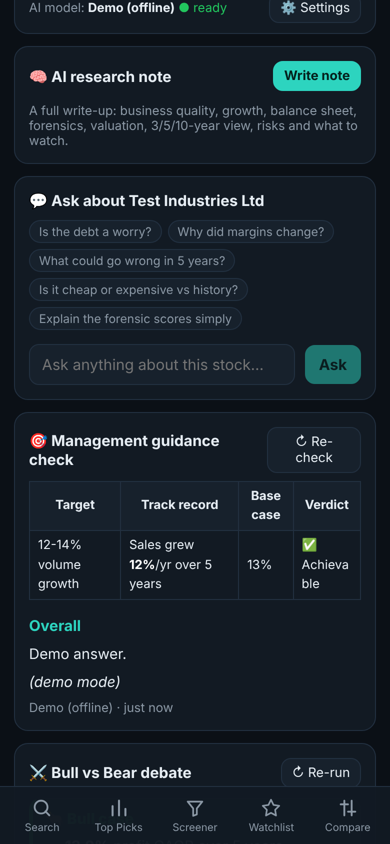 AI model: Demo (offline) ready
Settings
AI research note
Write note
A full write-up: business quality, growth, balance sheet,
forensics, valuation, 3/5/10-year view, risks and what to
watch.
Ask about Test Industries Ltd
Is the debt a worry?
Why did margins change?
What could go wrong in 5 years?
Is it cheap or expensive vs history?
Explain the forensic scores simply
Ask anything about this stock...
Ask
Management guidance
check
↻ Re-
check
Target
Track record
Base
case
Verdict
12-14%
volume
growth
Sales grew
12%/yr over 5
years
13%
✅
Achieva
ble
Overall
Demo answer.
(demo mode)
Demo (offline) · just now
Bull vs Bear debate
↻ Re-run
Search
Top Picks
Screener
Watchlist
Compare